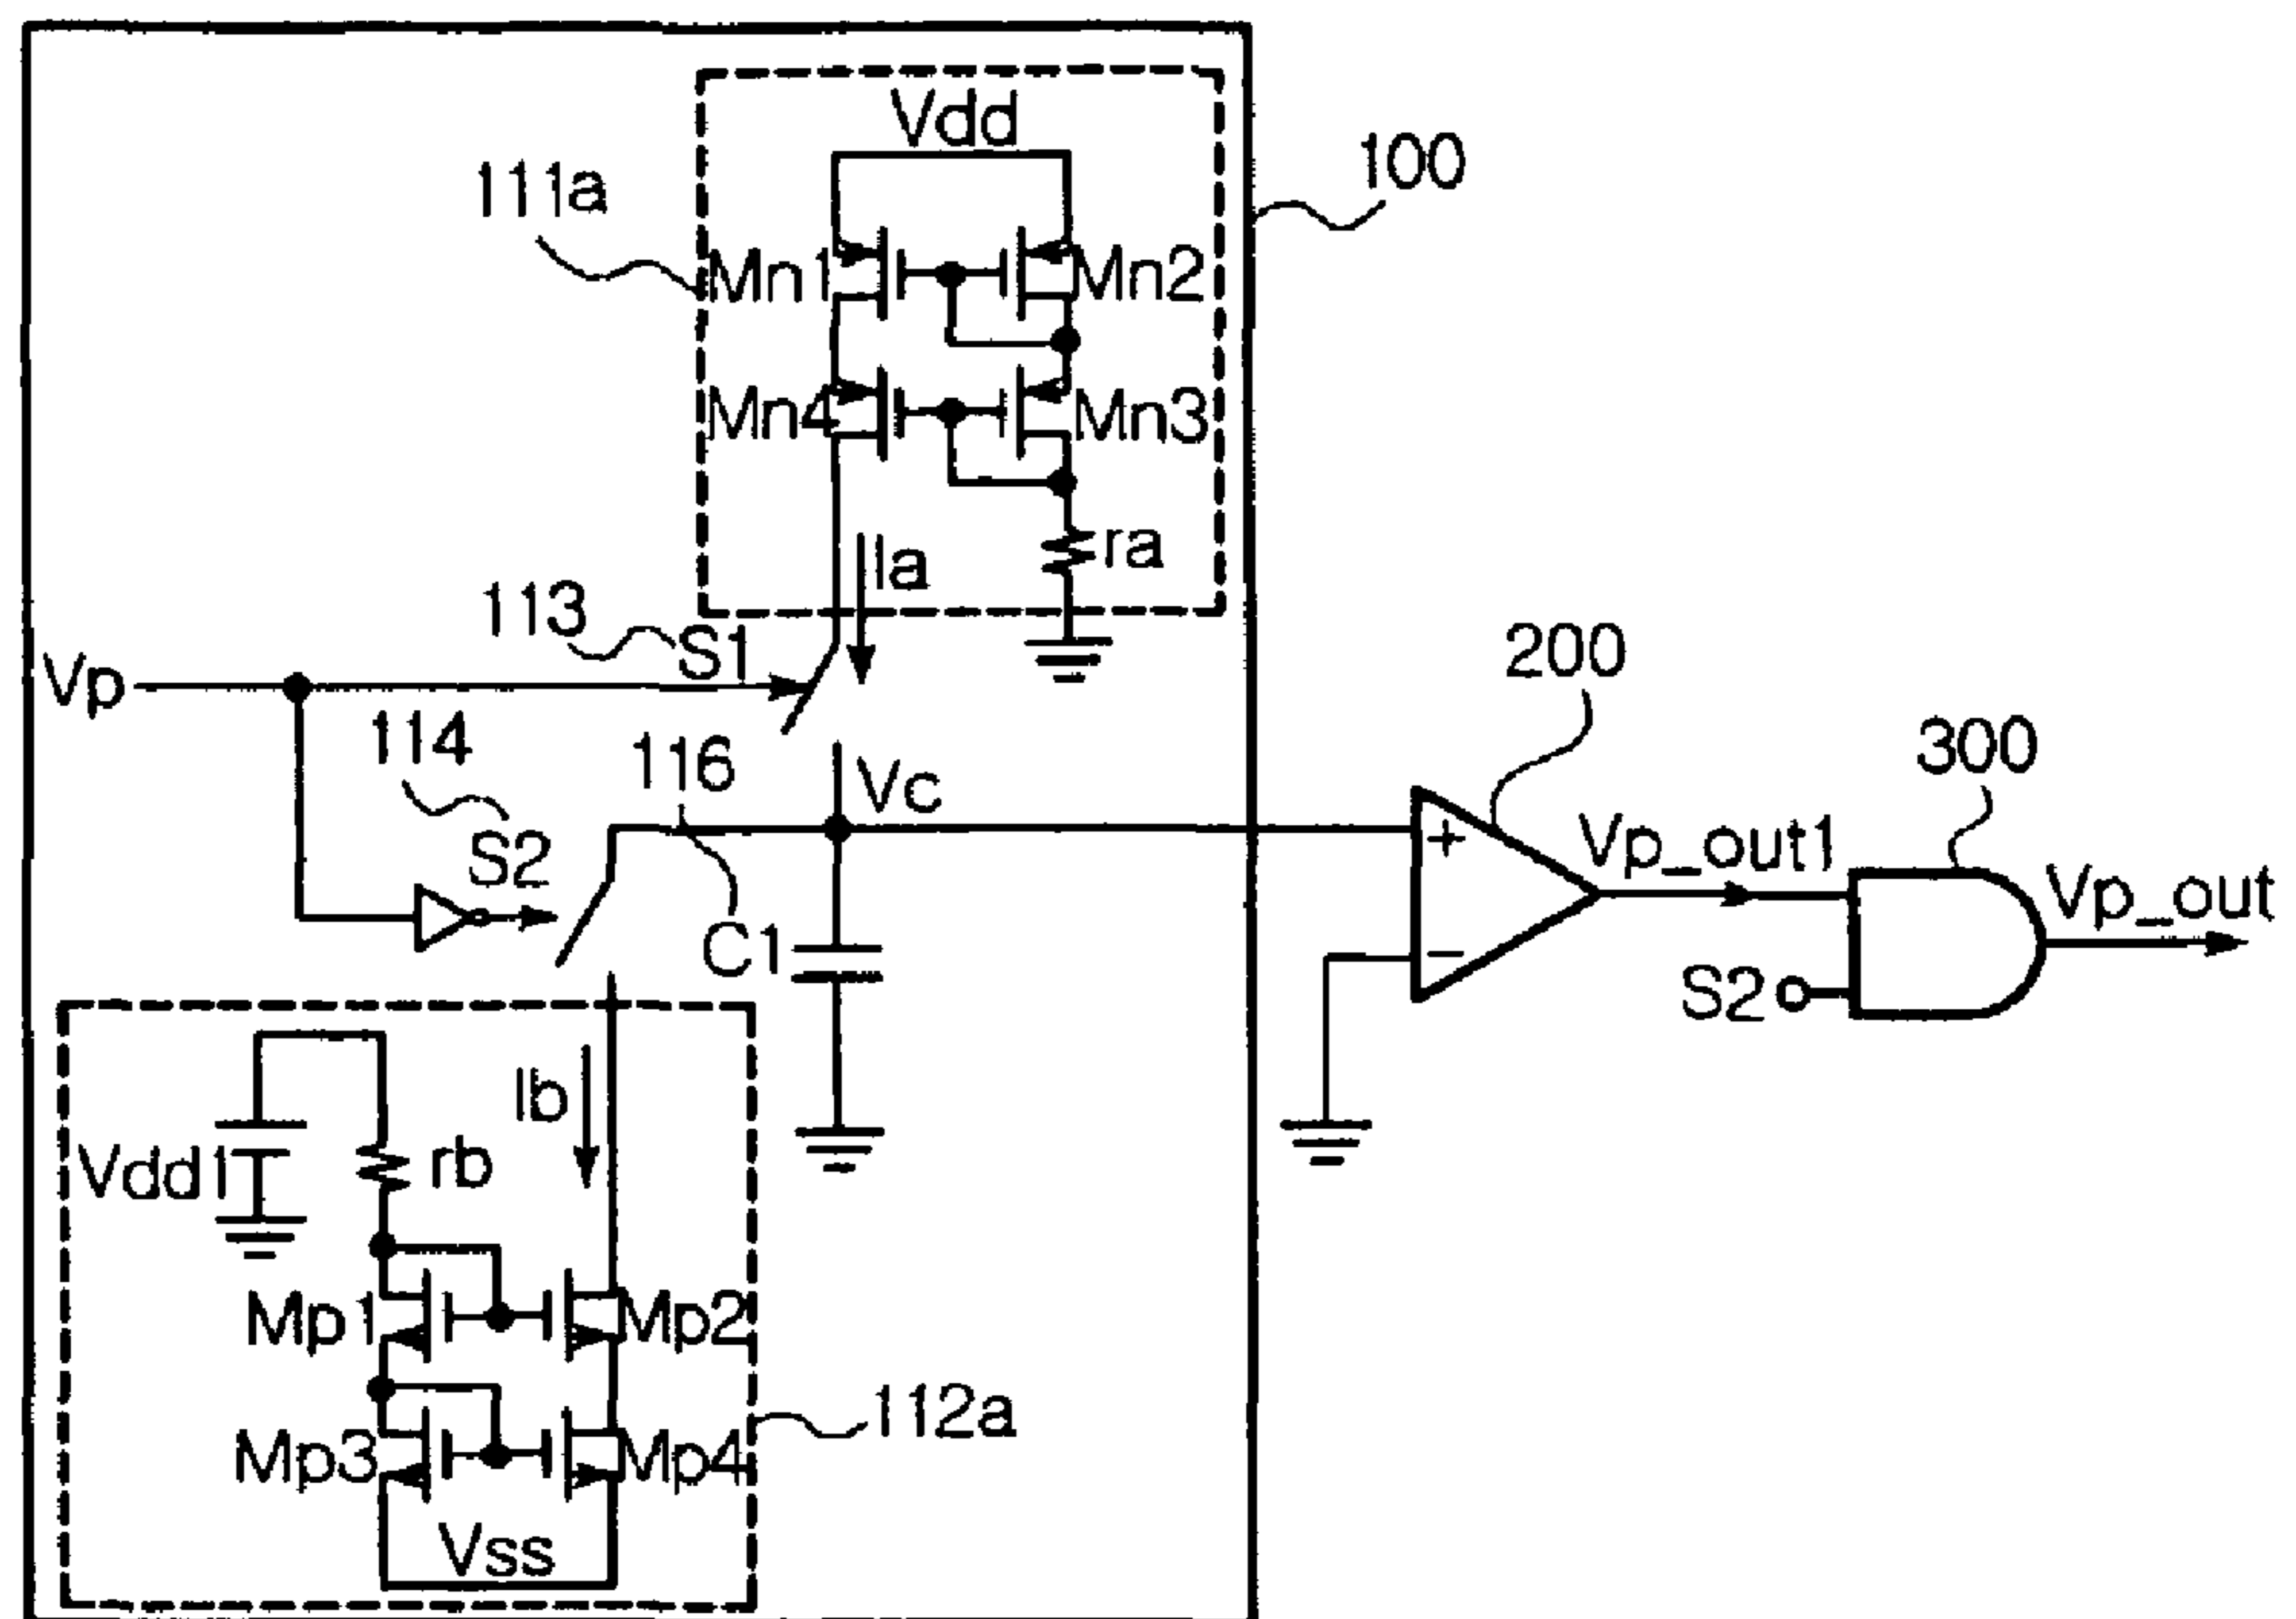 Vdd
111a
100
Mn1
Mn2
Mn4
Mn3
Ia
ra
113
S1
Vp
200
114
116
Vc
300
S2
+
Vp_out1
Vp_out
C1
−
S2
Ib
Vdd1
rb
Mp1
Mp2
112a
Mp3
Mp4
Vss